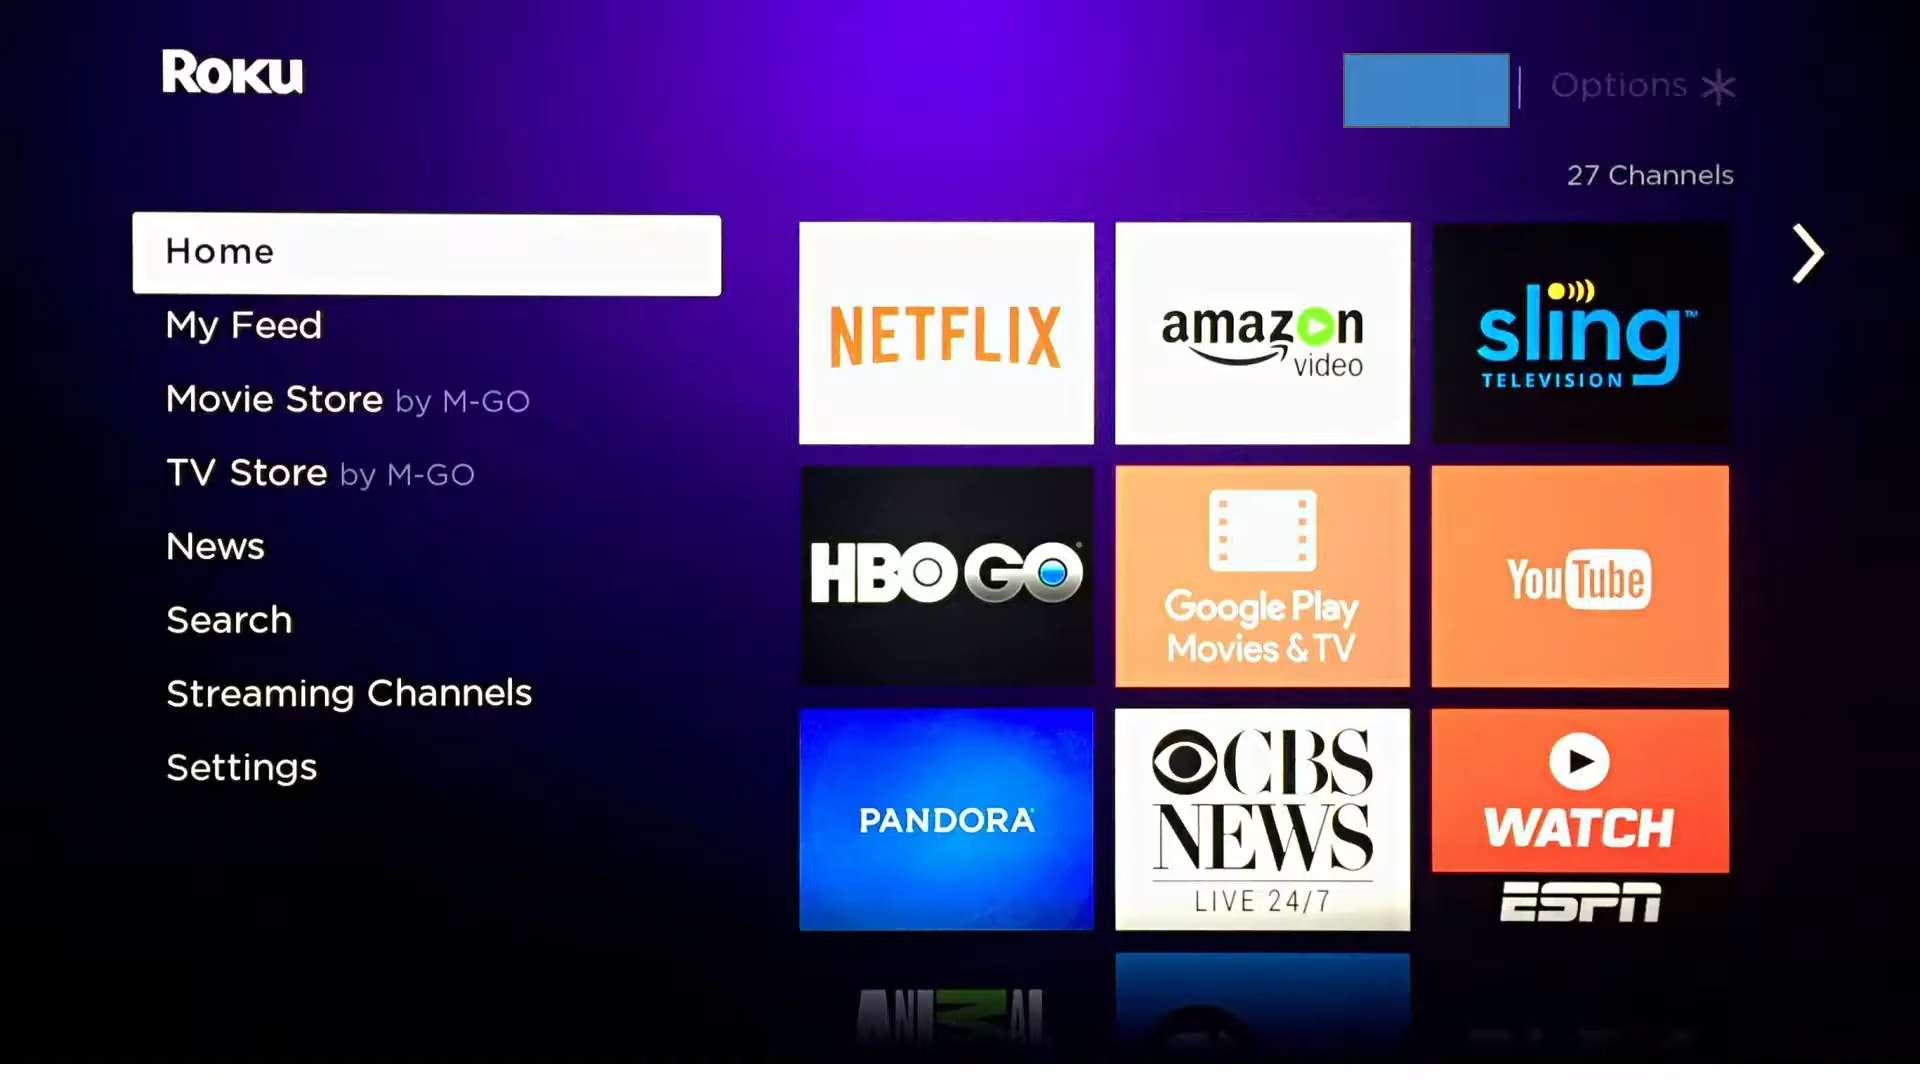 Roku
Options
27 Channels
Home
My Feed
Movie Store by M-GO
TV Store by M-GO
News
Search
Streaming Channels
Settings
NETFLIX
amazon
video
sling™
TELEVISION
HBO GO
Google Play
Movies & TV
YouTube
PANDORA
CBS
NEWS
LIVE 24/7
WATCH
ESPN
ANIMAL